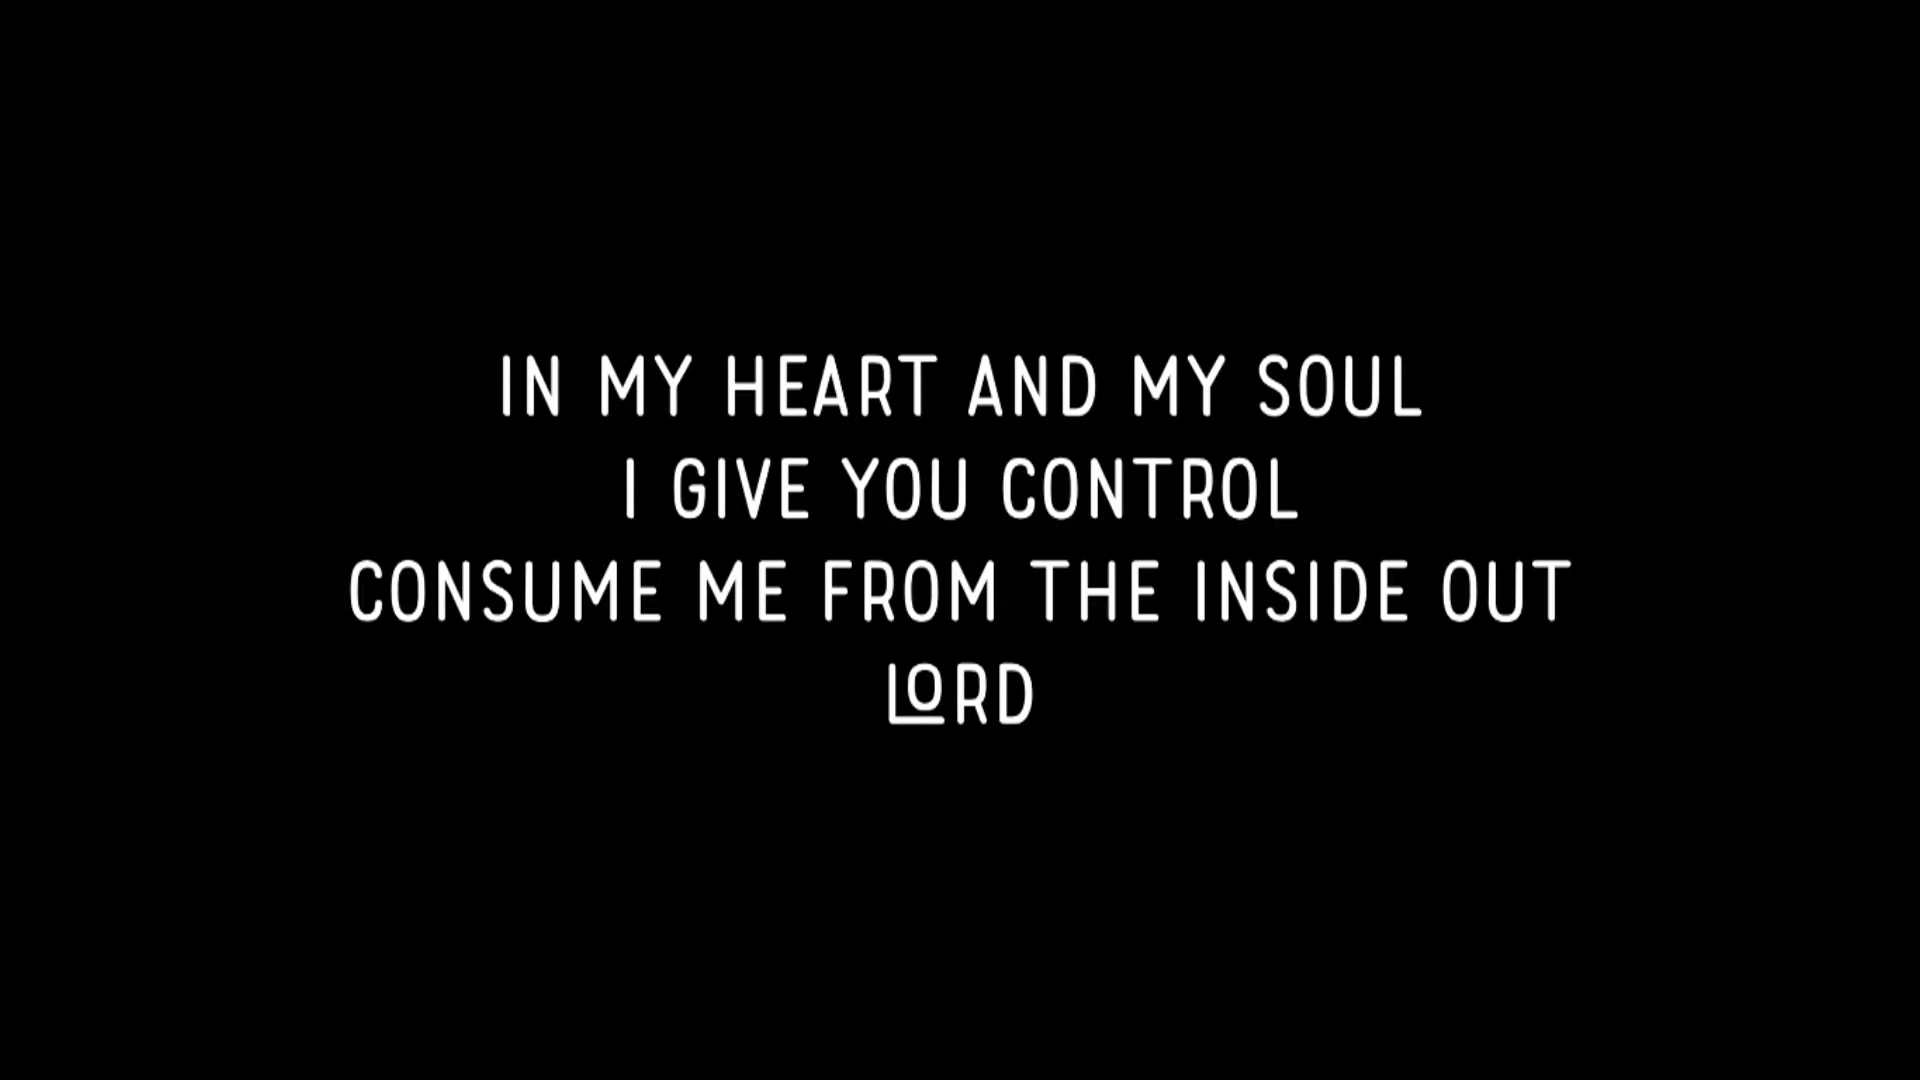 IN MY HEART AND MY SOUL
I GIVE YOU CONTROL
CONSUME ME FROM THE INSIDE OUT
LORD